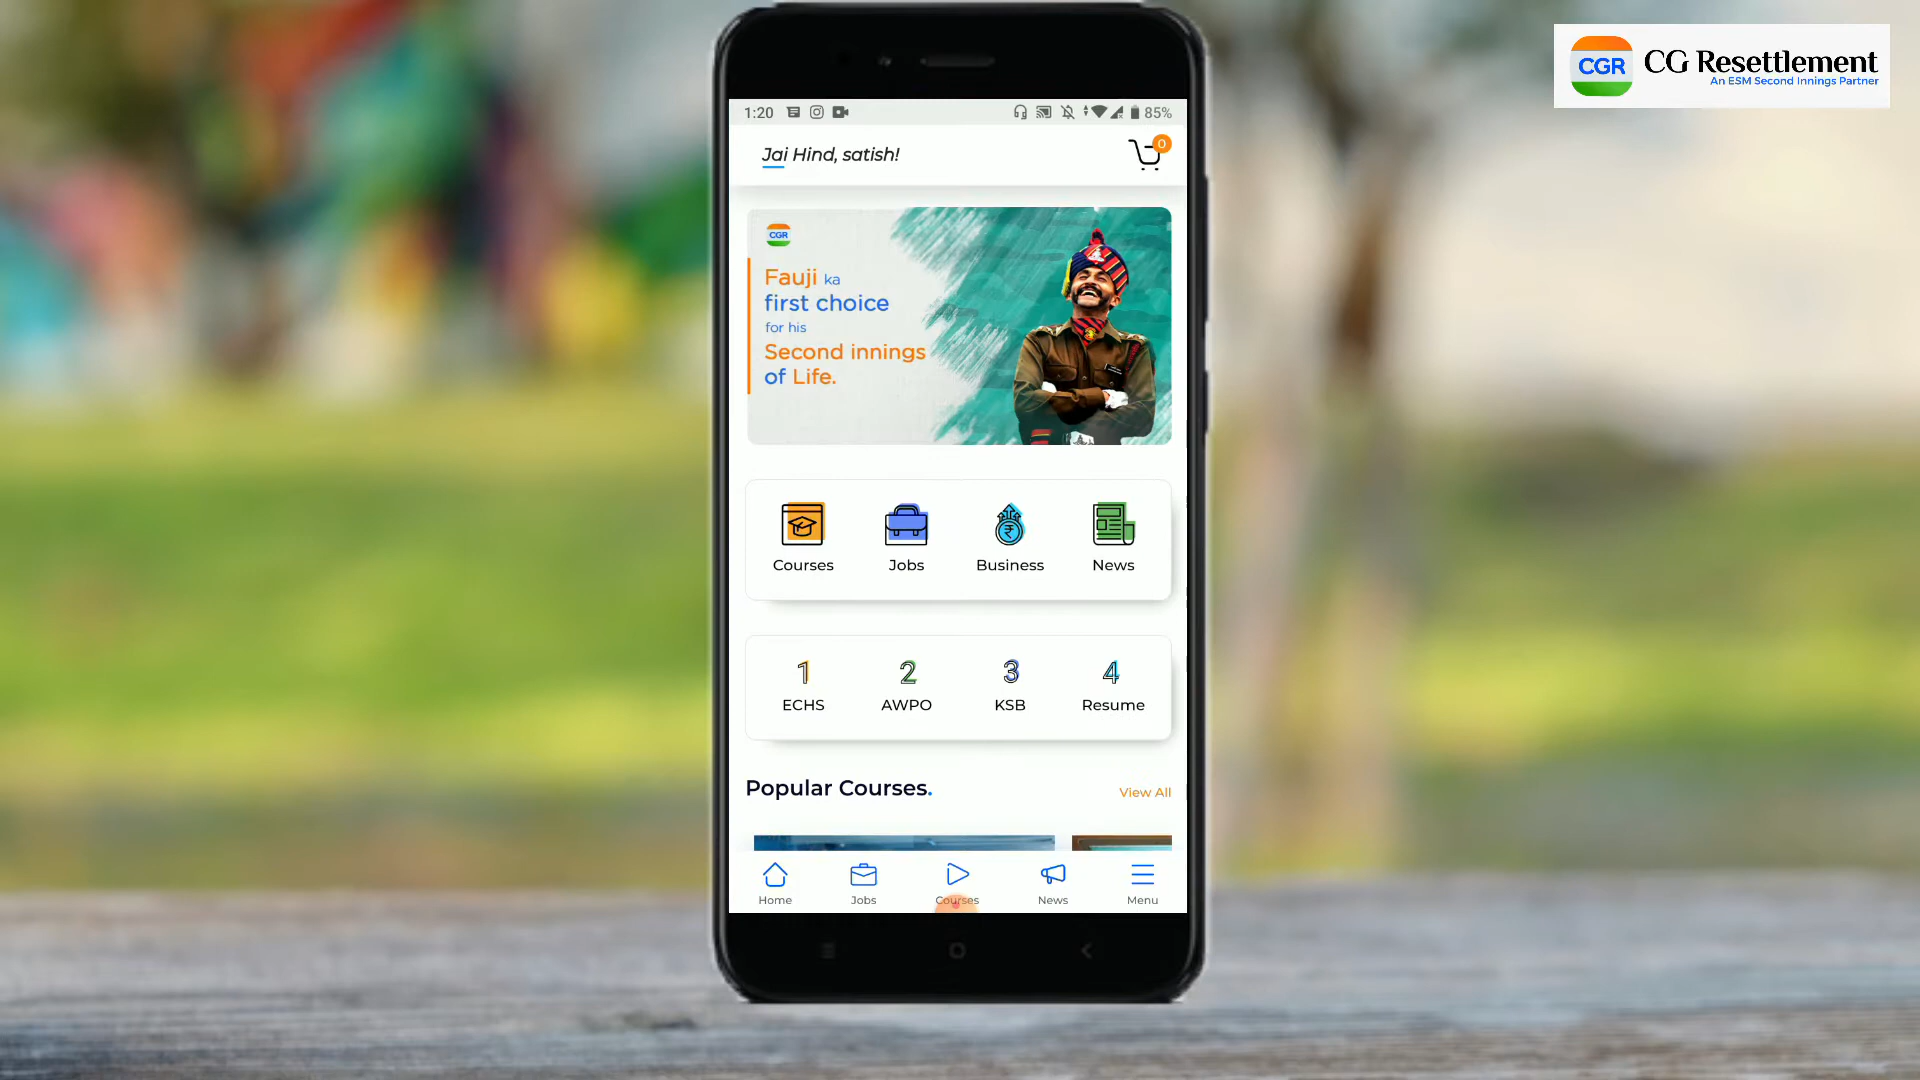 CGR CG Resettlement
An ESM Second Innings Partner
1:20 85%
Jai Hind, satish! 0
CGR
Fauji ka
first choice
for his
Second innings
of Life.
Courses Jobs Business News
1 2 3 4
ECHS AWPO KSB Resume
Popular Courses.
View All
Home Jobs Courses News Menu